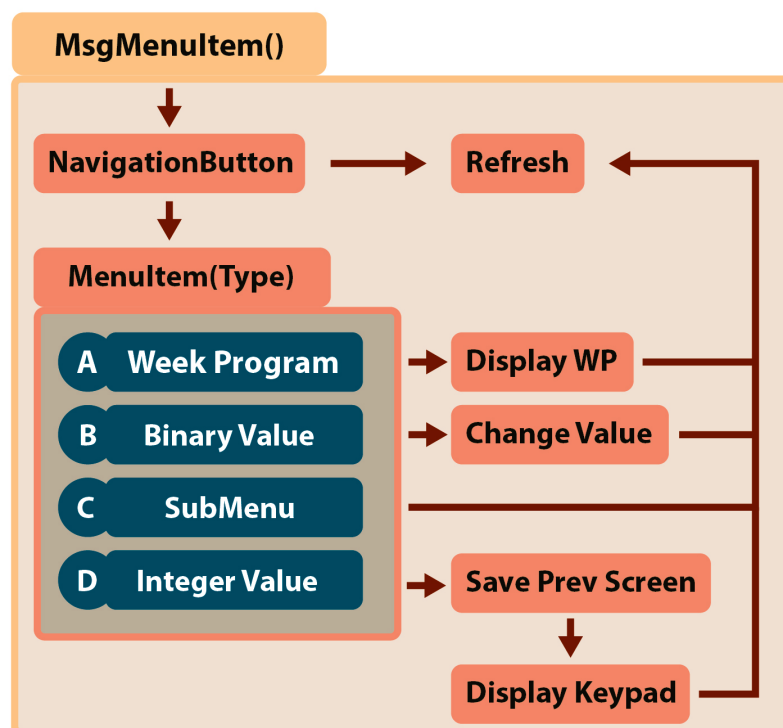 MsgMenuItem()
NavigationButton
Refresh
MenuItem(Type)
A Week Program
Display WP
B Binary Value
Change Value
C SubMenu
D Integer Value
Save Prev Screen
Display Keypad